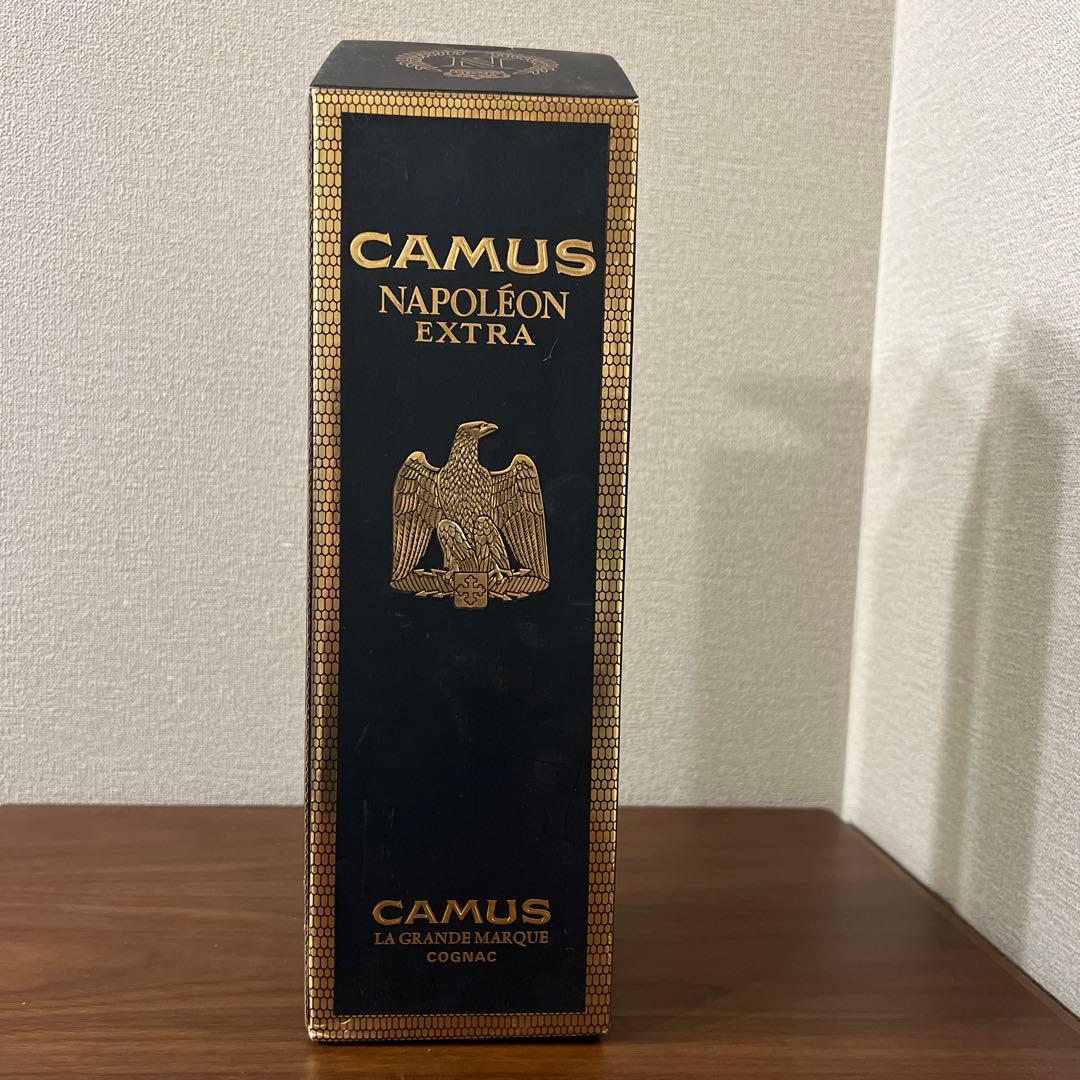 N
CAMUS
NAPOLÉON
EXTRA
CAMUS
LA GRANDE MARQUE
COGNAC